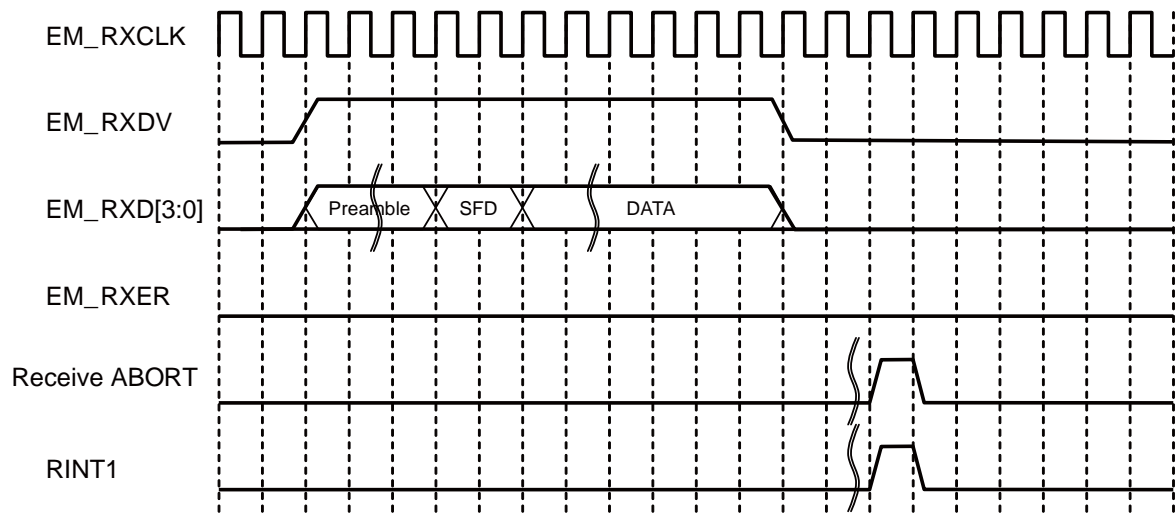 EM_RXCLK
EM_RXDV
EM_RXD[3:0]
Preamble SFD DATA
EM_RXER
Receive ABORT
RINT1